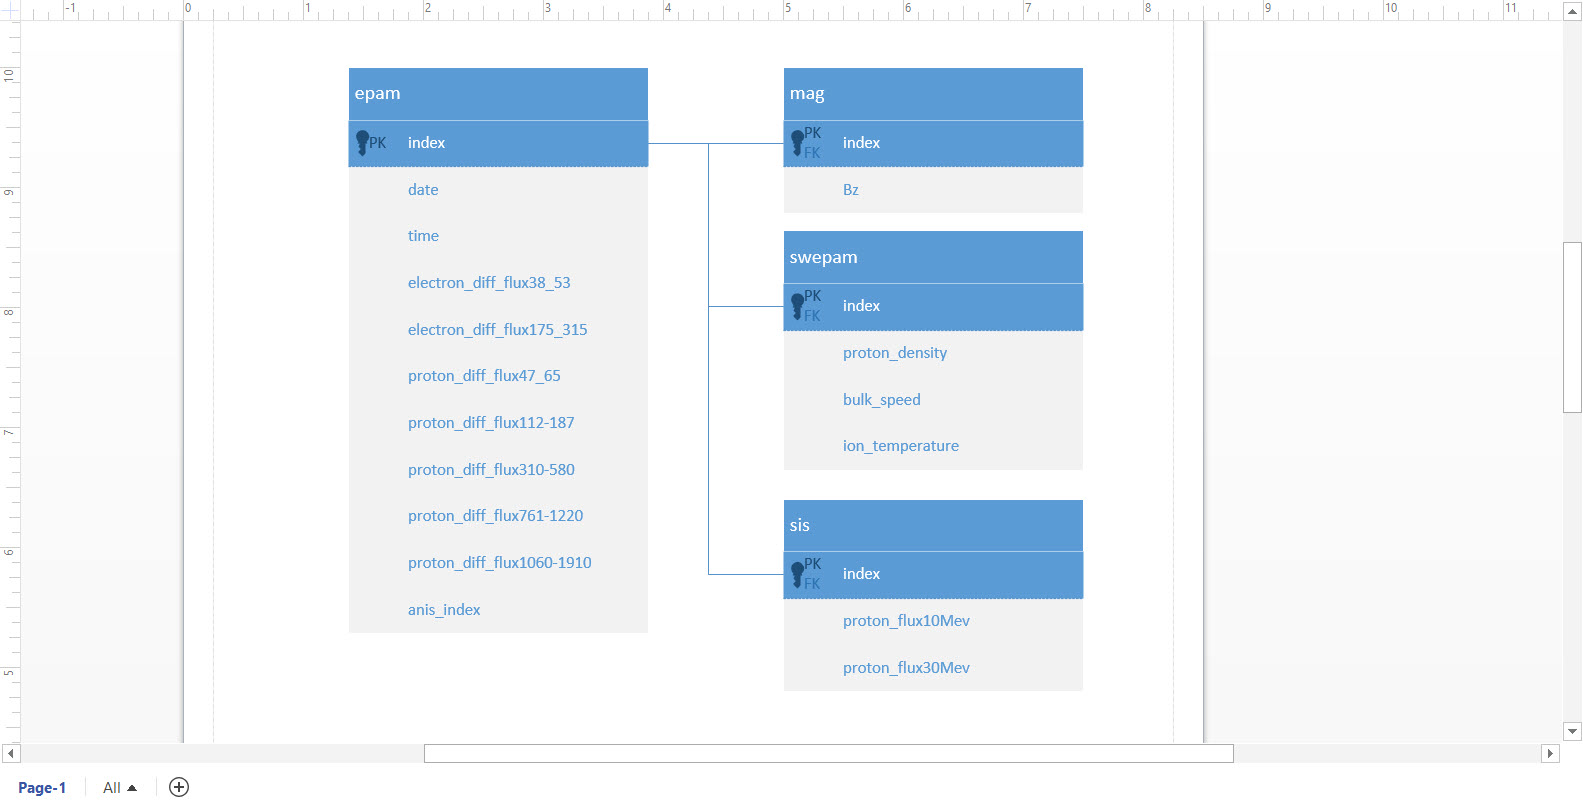 -1 0 1 2 3 4 5 6 7 8 9 10 11
10
9
8
7
6
5
epam
PK index
date
time
electron_diff_flux38_53
electron_diff_flux175_315
proton_diff_flux47_65
proton_diff_flux112-187
proton_diff_flux310-580
proton_diff_flux761-1220
proton_diff_flux1060-1910
anis_index
mag
PK
FK
index
Bz
swepam
PK
FK
index
proton_density
bulk_speed
ion_temperature
sis
PK
FK
index
proton_flux10Mev
proton_flux30Mev
Page-1 All